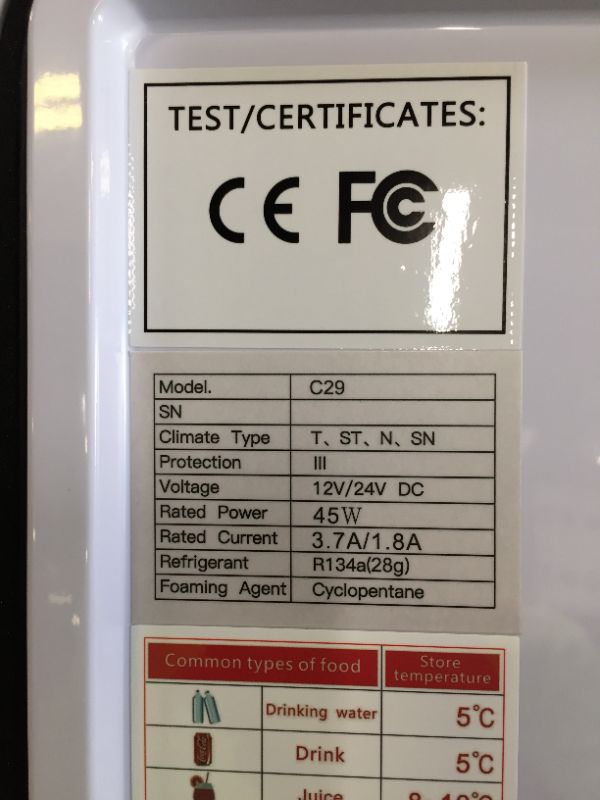 TEST/CERTIFICATES:
CE FC
Model. C29
SN
Climate Type T、ST、N、SN
Protection III
Voltage 12V/24V DC
Rated Power 45W
Rated Current 3.7A/1.8A
Refrigerant R134a(28g)
Foaming Agent Cyclopentane
Common types of food Store temperature
Drinking water 5℃
Drink 5℃
Juice